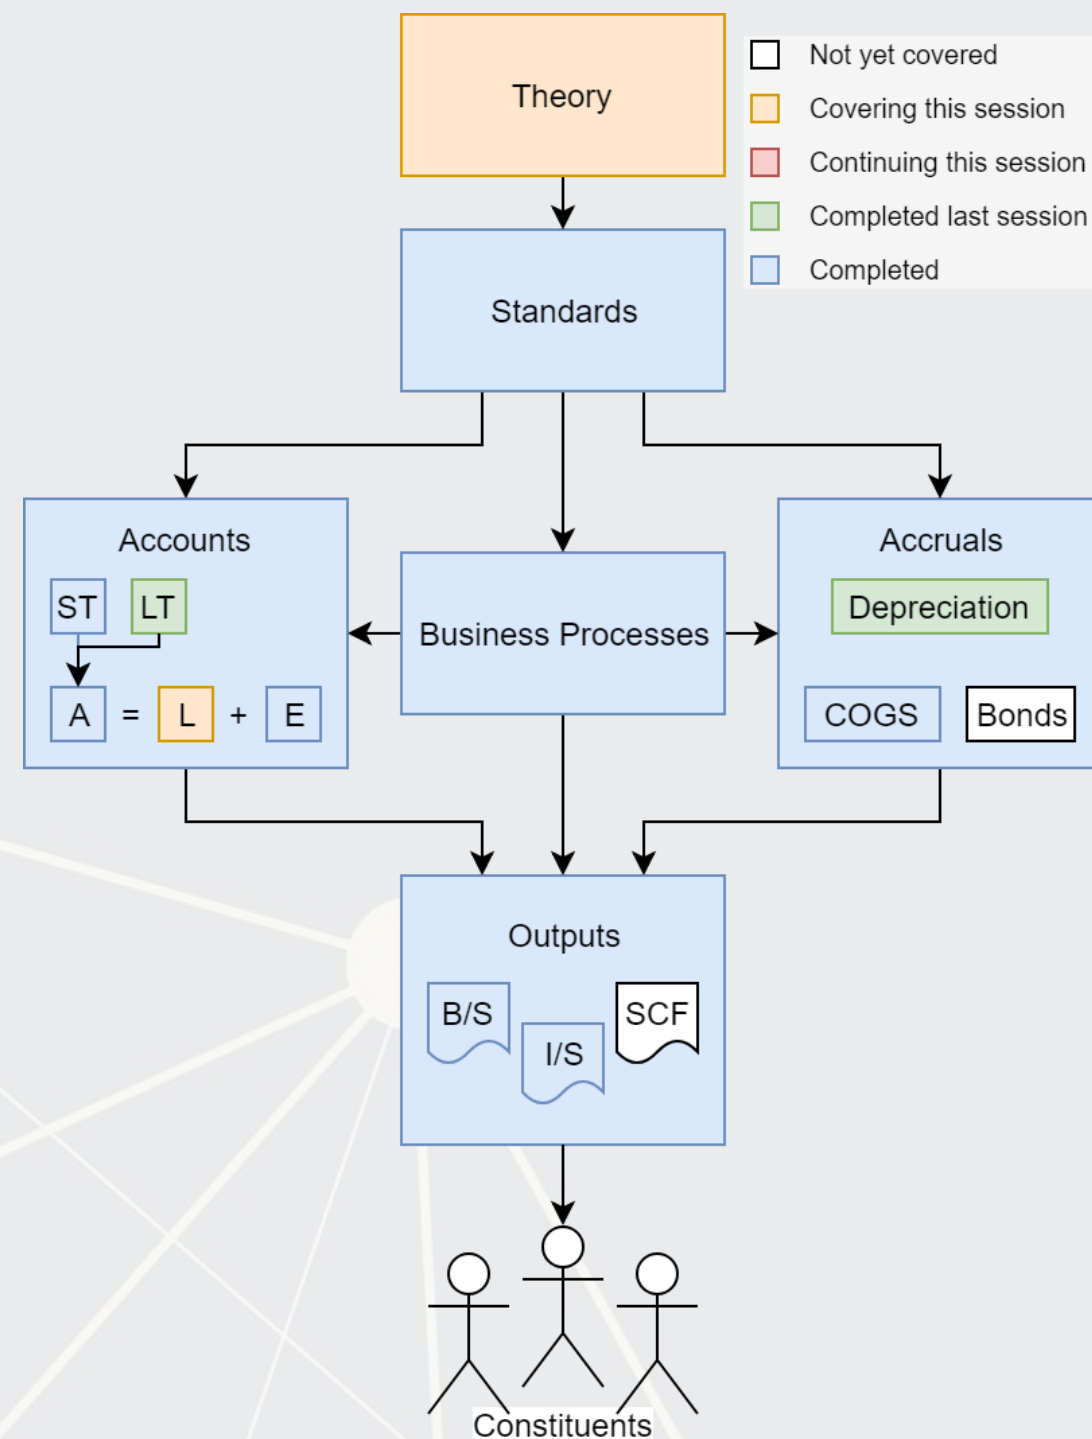 Theory
Not yet covered
Covering this session
Continuing this session
Completed last session
Completed
Standards
Accounts
ST LT
A = L + E
Business Processes
Accruals
Depreciation
COGS Bonds
Outputs
B/S
I/S
SCF
Constituents